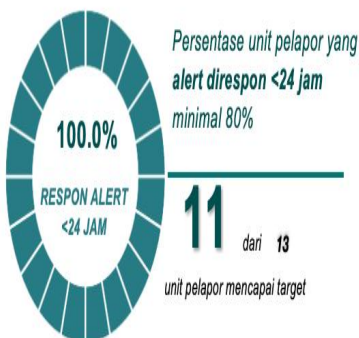 100.0%
RESPON ALERT
<24 JAM
Persentase unit pelapor yang
alert direspon <24 jam
minimal 80%
11 dari 13
unit pelapor mencapai target